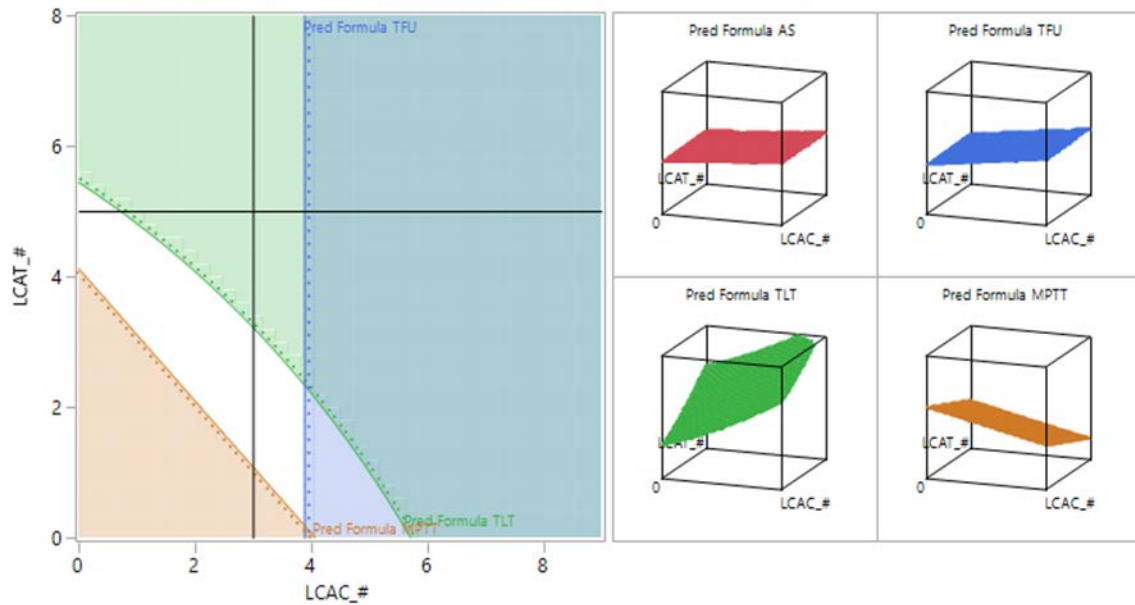 8
Pred Formula TFU
6
LCAT_#
4
2
0
Pred Formula MPTT
Pred Formula TLT
0 2 4 6 8
LCAC_#
Pred Formula AS
LCAT_#
0
LCAC_#
Pred Formula TFU
LCAT_#
0
LCAC_#
Pred Formula TLT
LCAT_#
0
LCAC_#
Pred Formula MPTT
LCAT_#
0
LCAC_#